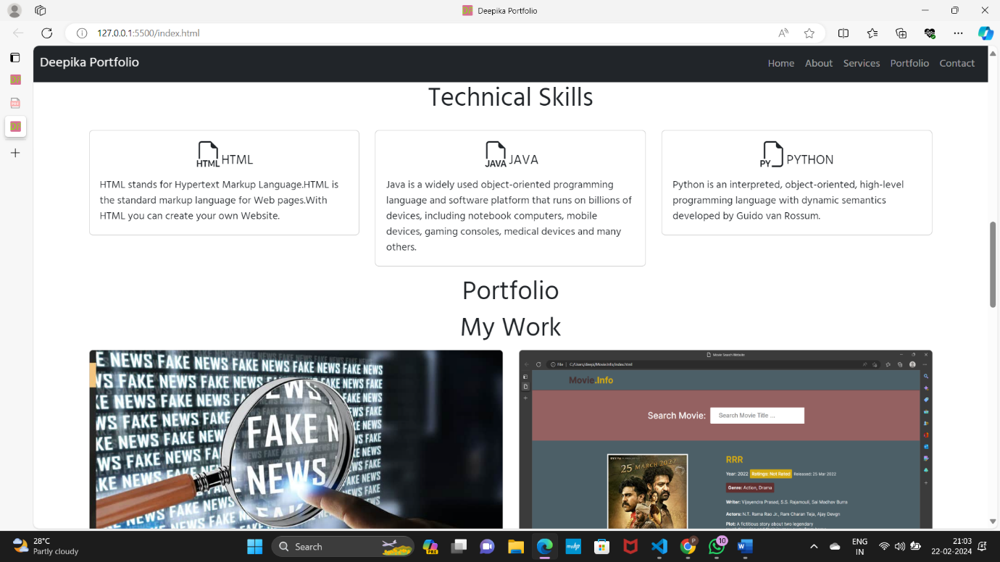 Deepika Portfolio
127.0.0.1:5500/index.html
Deepika Portfolio
Home About Services Portfolio Contact
Technical Skills
HTML HTML
HTML stands for Hypertext Markup Language.HTML is
the standard markup language for Web pages.With
HTML you can create your own Website.
JAVA JAVA
Java is a widely used object-oriented programming
language and software platform that runs on billions of
devices, including notebook computers, mobile
devices, gaming consoles, medical devices and many
others.
PY PYTHON
Python is an interpreted, object-oriented, high-level
programming language with dynamic semantics
developed by Guido van Rossum.
Portfolio
My Work
E NEWS FAKE NEWS FAKE NEWS FAKE NEWS
FAKE N
NEWS
Movie Search Website
File | C:/Users/deepi/Movie.Info/index.html
Movie.Info
Search Movie: Search Movie Title ...
25 MARCH 2022
RRR
Year: 2022 Ratings: Not Rated Released: 25 Mar 2022
Genre: Action, Drama
Writer: Vijayendra Prasad, S.S. Rajamouli, Sai Madhav Burra
Actors: N.T. Rama Rao Jr., Ram Charan Teja, Ajay Devgn
Plot: A fictitious story about two legendary
28°C
Partly cloudy
Search
PRE
myhp
P
10
ENG
IN
21:03
22-02-2024